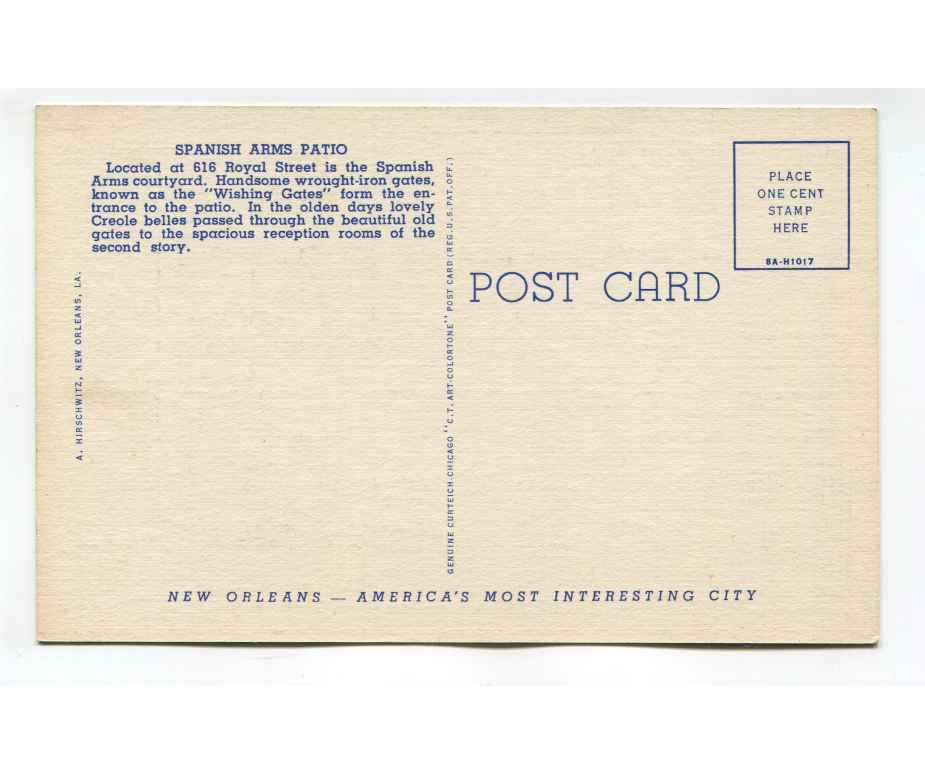 SPANISH ARMS PATIO
Located at 616 Royal Street is the Spanish
Arms courtyard. Handsome wrought-iron gates,
known as the "Wishing Gates" form the en-
trance to the patio. In the olden days lovely
Creole belles passed through the beautiful old
gates to the spacious reception rooms of the
second story.
A. HIRSCHWITZ, NEW ORLEANS, LA.
GENUINE CURTEICH-CHICAGO "C.T. ART-COLORTONE" POST CARD (REG. U.S. PAT. OFF.)
POST CARD
PLACE
ONE CENT
STAMP
HERE
8A-H1017
NEW ORLEANS — AMERICA'S MOST INTERESTING CITY